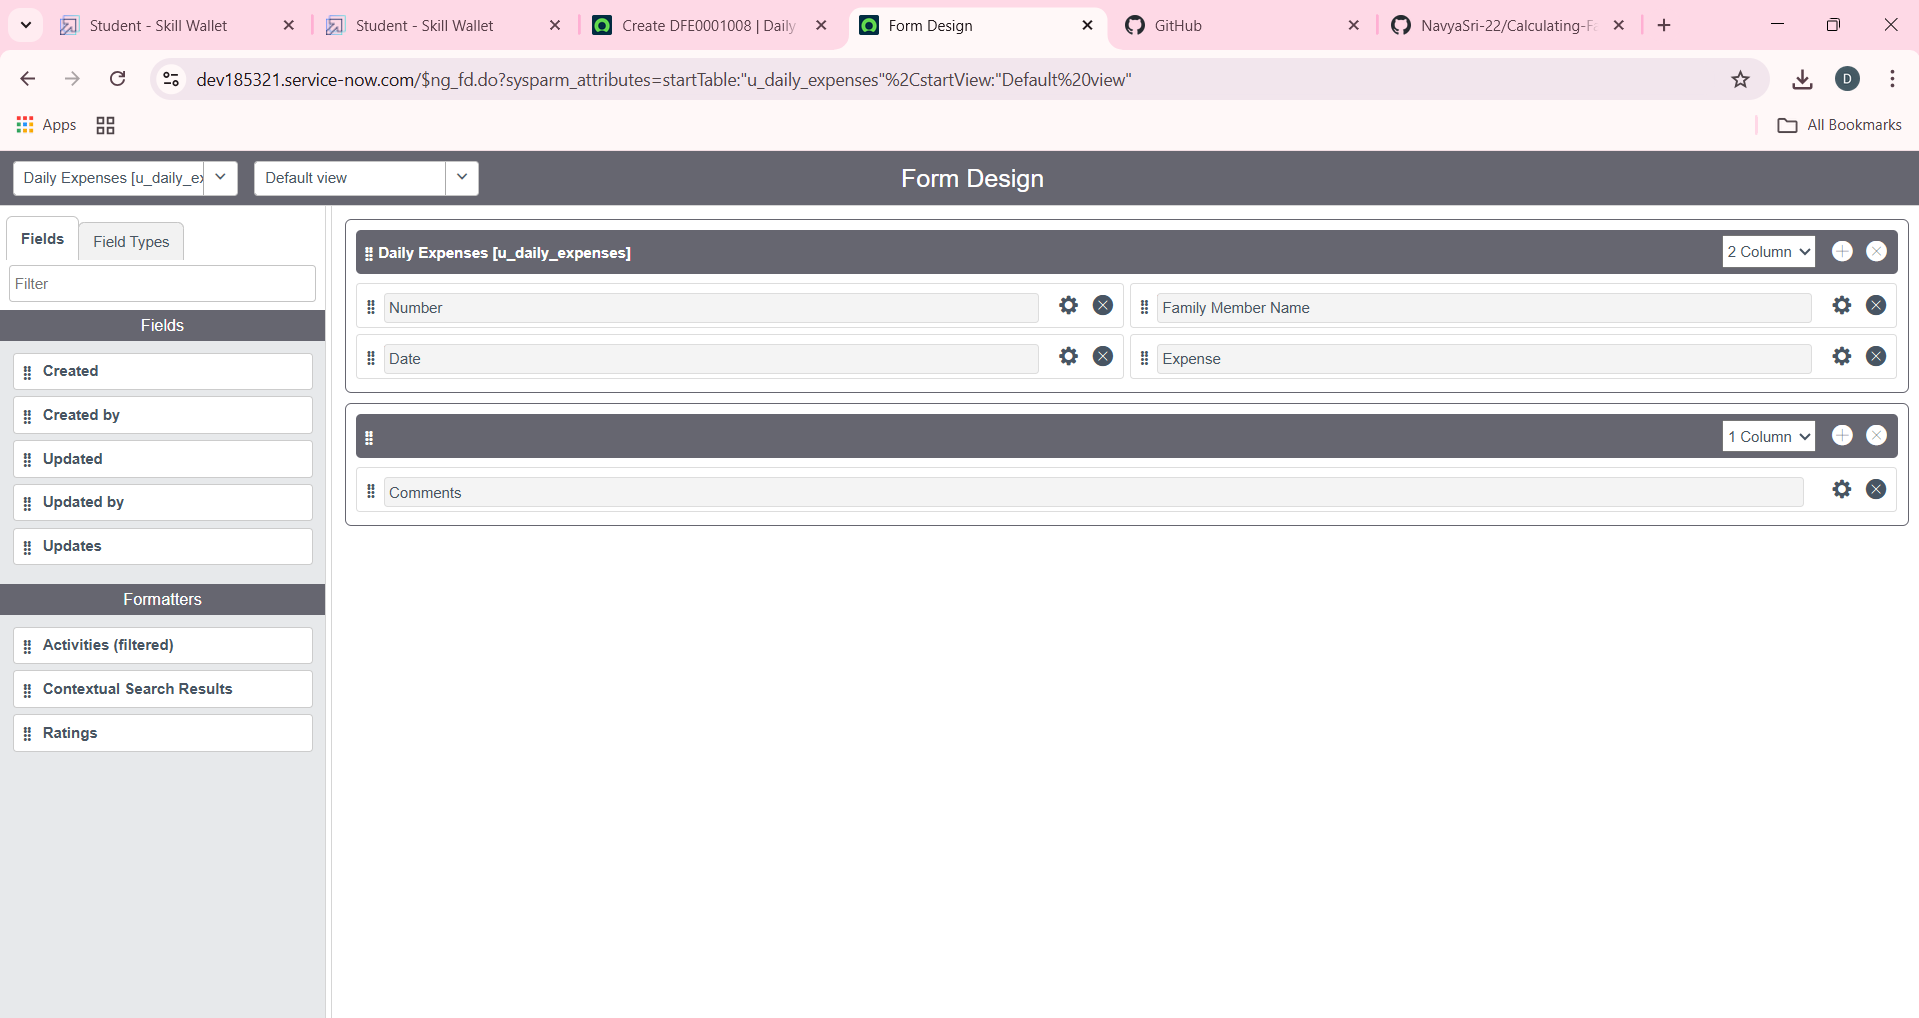 Student - Skill Wallet
Student - Skill Wallet
Create DFE0001008 | Daily
Form Design
GitHub
NavyaSri-22/Calculating-Fa
dev185321.service-now.com/$ng_fd.do?sysparm_attributes=startTable:"u_daily_expenses"%2CstartView:"Default%20view"
D
Apps
All Bookmarks
Daily Expenses [u_daily_ex
Default view
Form Design
Fields
Field Types
Filter
Fields
Created
Created by
Updated
Updated by
Updates
Formatters
Activities (filtered)
Contextual Search Results
Ratings
Daily Expenses [u_daily_expenses]
2 Column
Number
Family Member Name
Date
Expense
1 Column
Comments